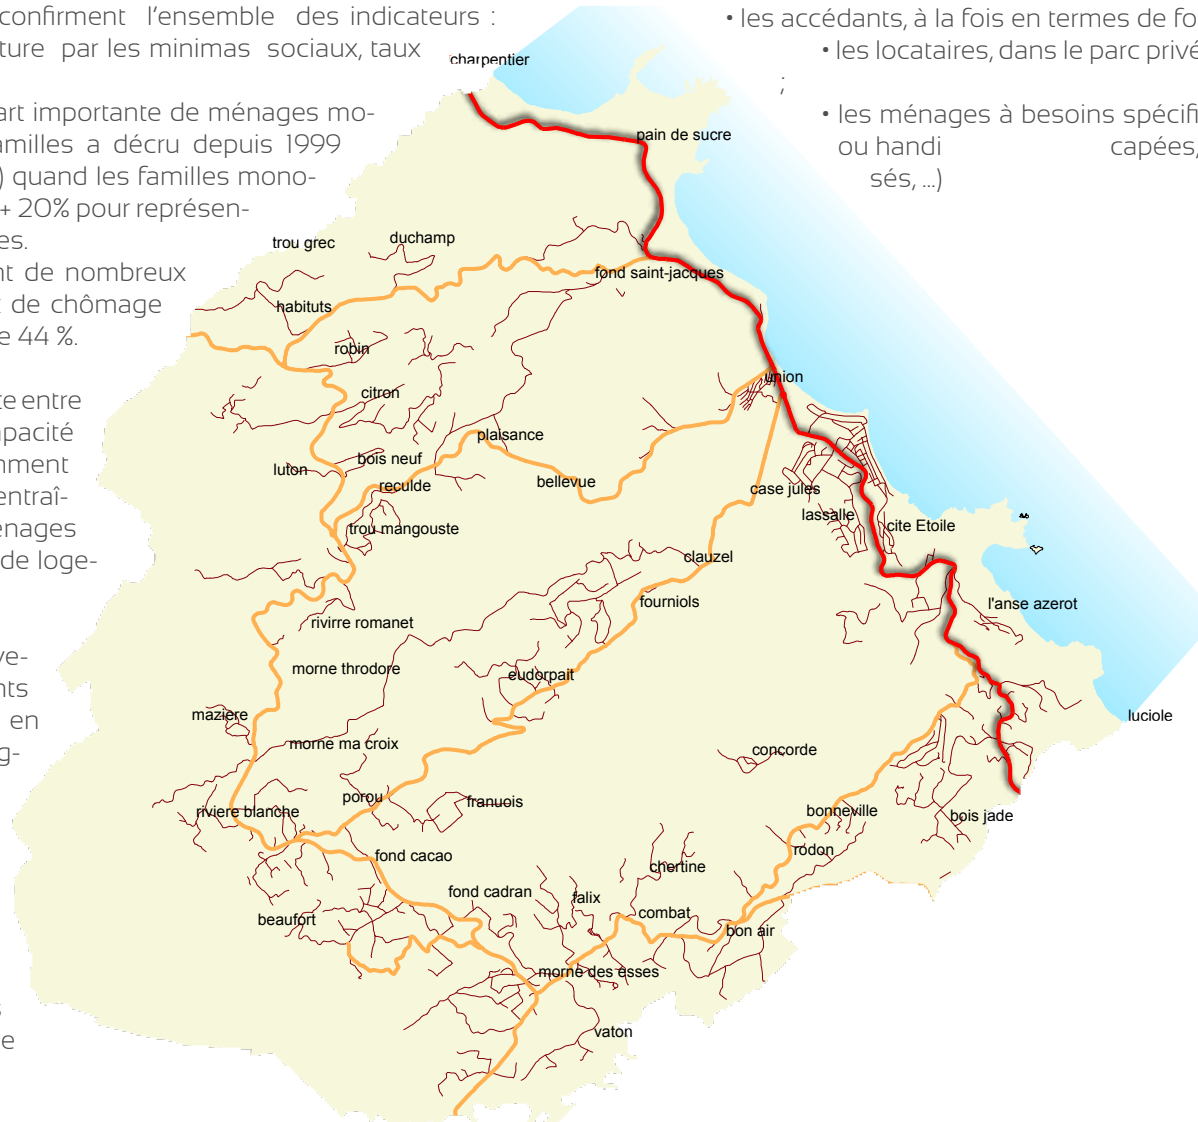 confirment l'ensemble des indicateurs :
ture par les minimas sociaux, taux
art importante de ménages mo-
amilles a décru depuis 1999
) quand les familles mono-
+ 20% pour représen-
es.
nt de nombreux
t de chômage
e 44 %.
te entre
apacité
mment
entraî-
énages
de loge-
ve-
nts
en
g-
s
e
• les accédants, à la fois en termes de fo
• les locataires, dans le parc privé
;
• les ménages à besoins spécifi
ou handi capées,
sés, ...)
charpentier
pain de sucre
trou grec
duchamp
fond saint-jacques
habituts
robin
union
citron
plaisance
luton
bois neuf
reculde
bellevue
case jules
trou mangouste
lassalle
cite Etoile
clauzel
fourniols
l'anse azerot
rivirre romanet
morne throdore
eudorpait
maziere
luciole
morne ma croix
concorde
porou
franuois
riviere blanche
bonneville
bois jade
fond cacao
rodon
chertine
fond cadran
falix
beaufort
combat
bon air
morne des esses
vaton